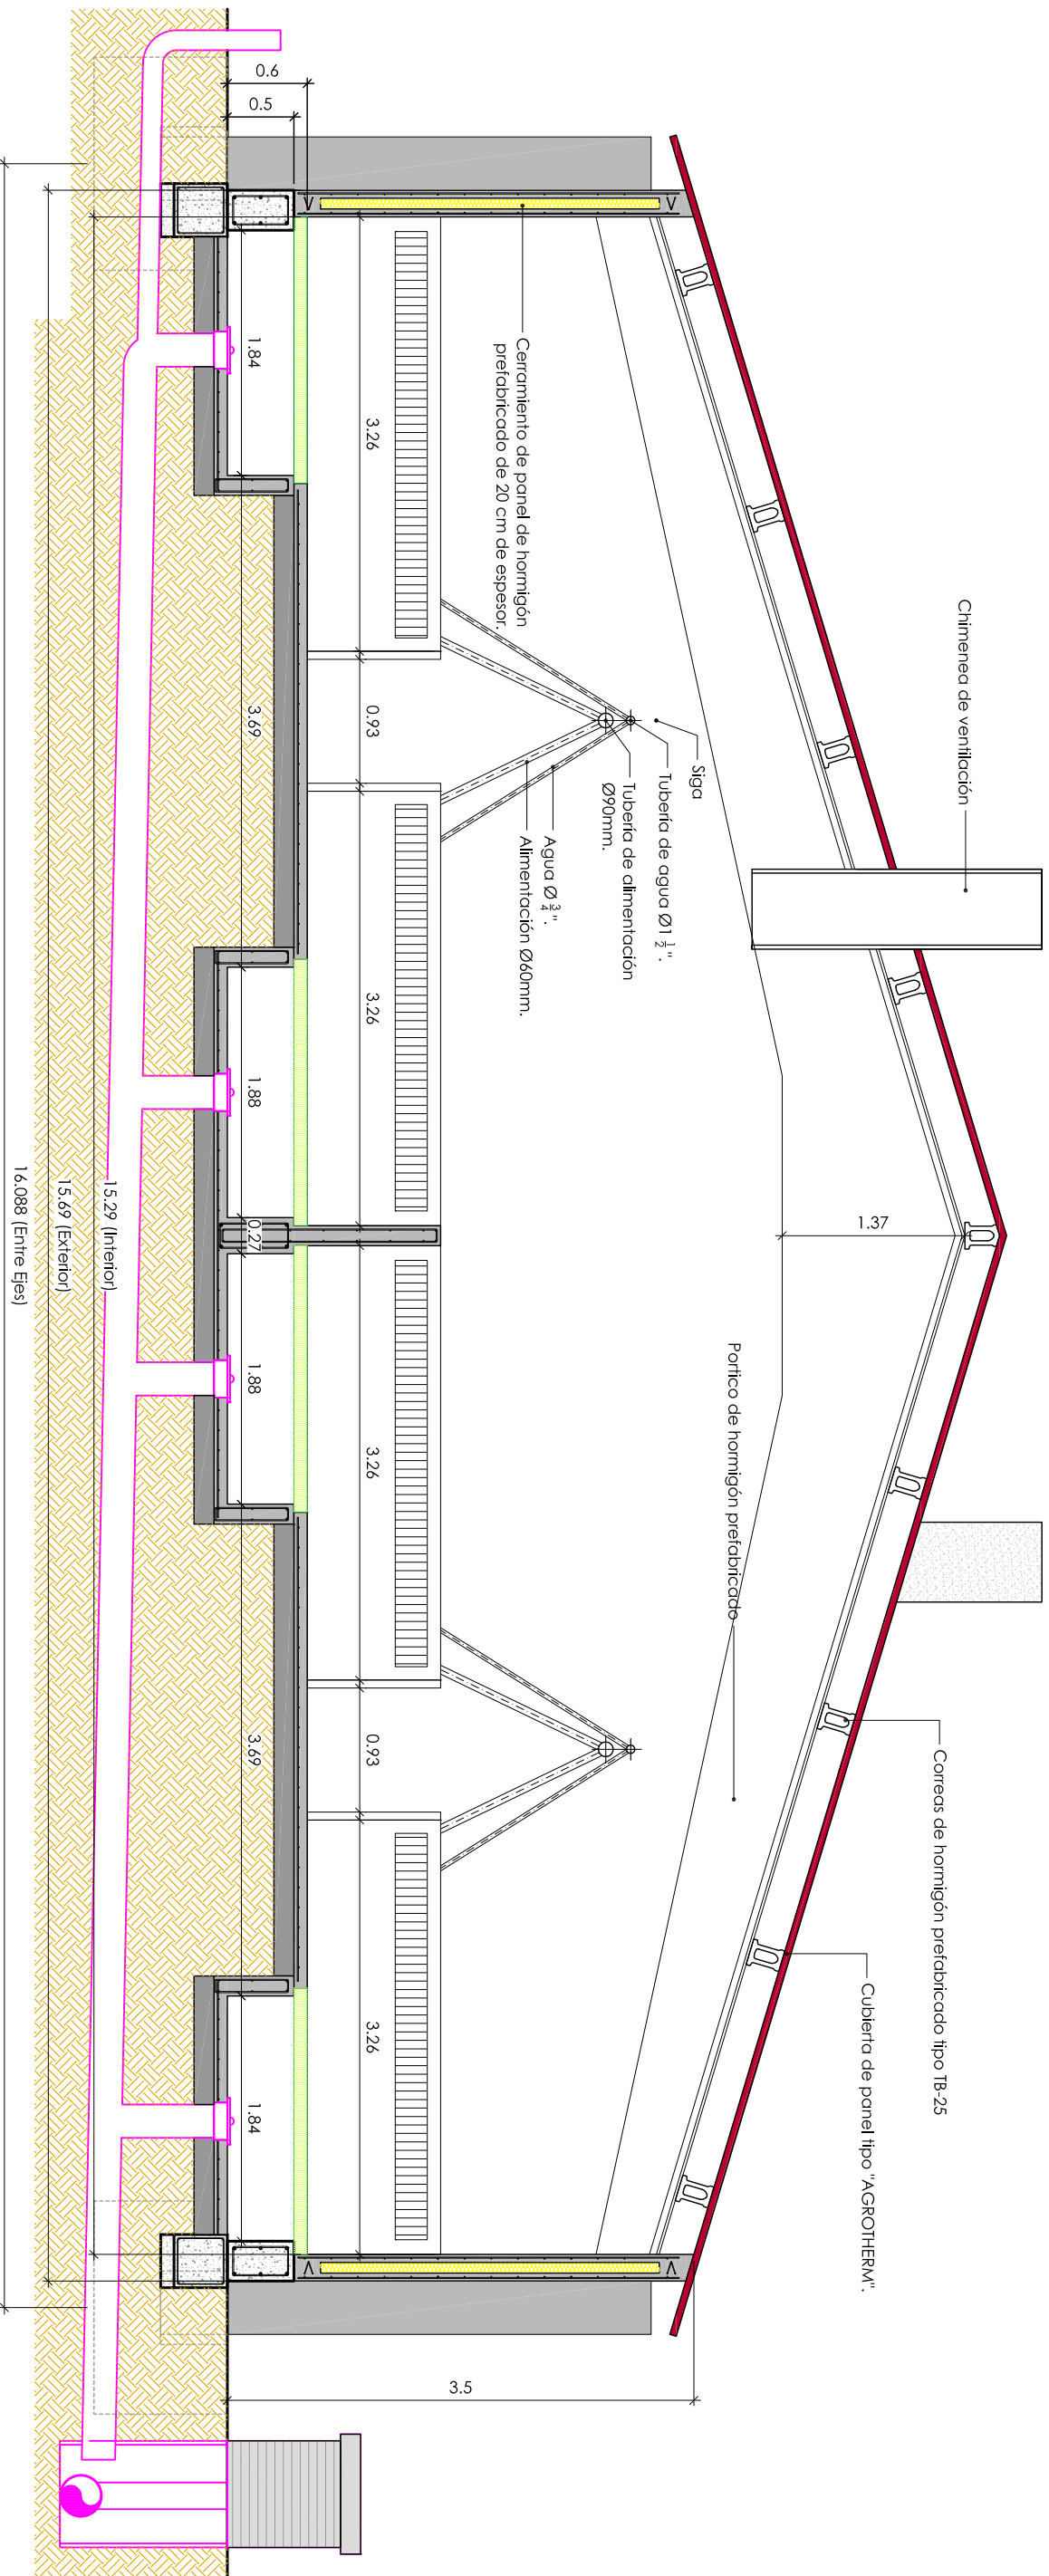 Chimenea de ventilación
Correas de hormigón prefabricado tipo TB-25
Cubierta de panel tipo "AGROTHERM".
1.37
Portico de hormigón prefabricado
Siga
Tubería de agua Ø1 1/2".
Tubería de alimentación
Ø90mm.
Agua Ø 3/4".
Alimentación Ø60mm.
Cerramiento de panel de hormigón
prefabricado de 20 cm de espesor.
3.5
3.26
0.93
3.26
3.26
0.93
3.26
0.6
0.5
1.84
3.69
1.88
0.27
1.88
3.69
1.84
15.29 (Interior)
15.69 (Exterior)
16.088 (Entre Ejes)